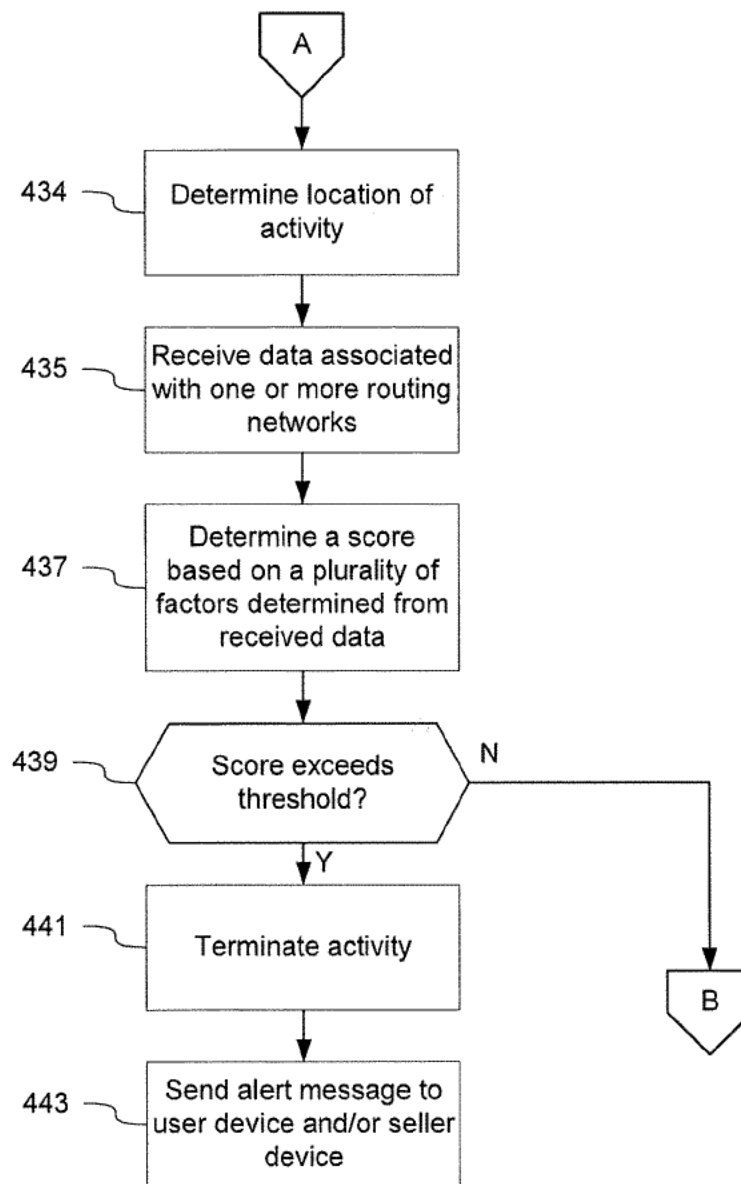 A
434
Determine location of
activity
435
Receive data associated
with one or more routing
networks
437
Determine a score
based on a plurality of
factors determined from
received data
439
Score exceeds
threshold?
N
Y
441
Terminate activity
B
443
Send alert message to
user device and/or seller
device